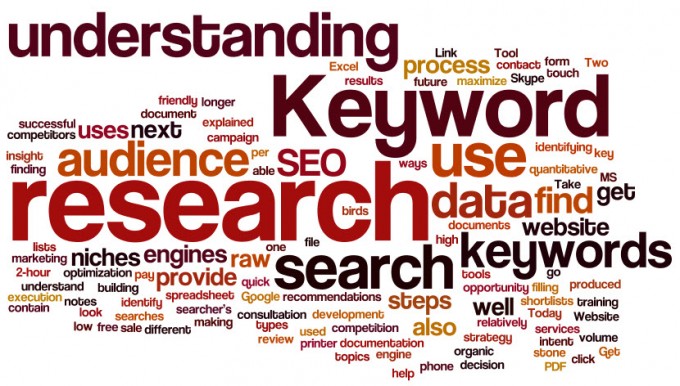 understanding
Link Tool
Excel process contact form Two
results future maximize Skype touch
friendly longer Keyword
document
successful uses next explained
competitors campaign
identifying key
insight audience per SEO ways use quantitative
finding able
Take MS
research birds data find get
documents website
lists one file high keywords
marketing niches engines raw search
2-hour optimization pay provide quick tools go
understand building opportunity filling produced
execution notes identify spreadsheet Google recommendations steps well shortlists training
contain look searches searcher's consultation development also relatively Today Website
low free sale different making types used competition strategy services
review printer documentation intent volume
topics engine organic stone click Get
help phone decision PDF